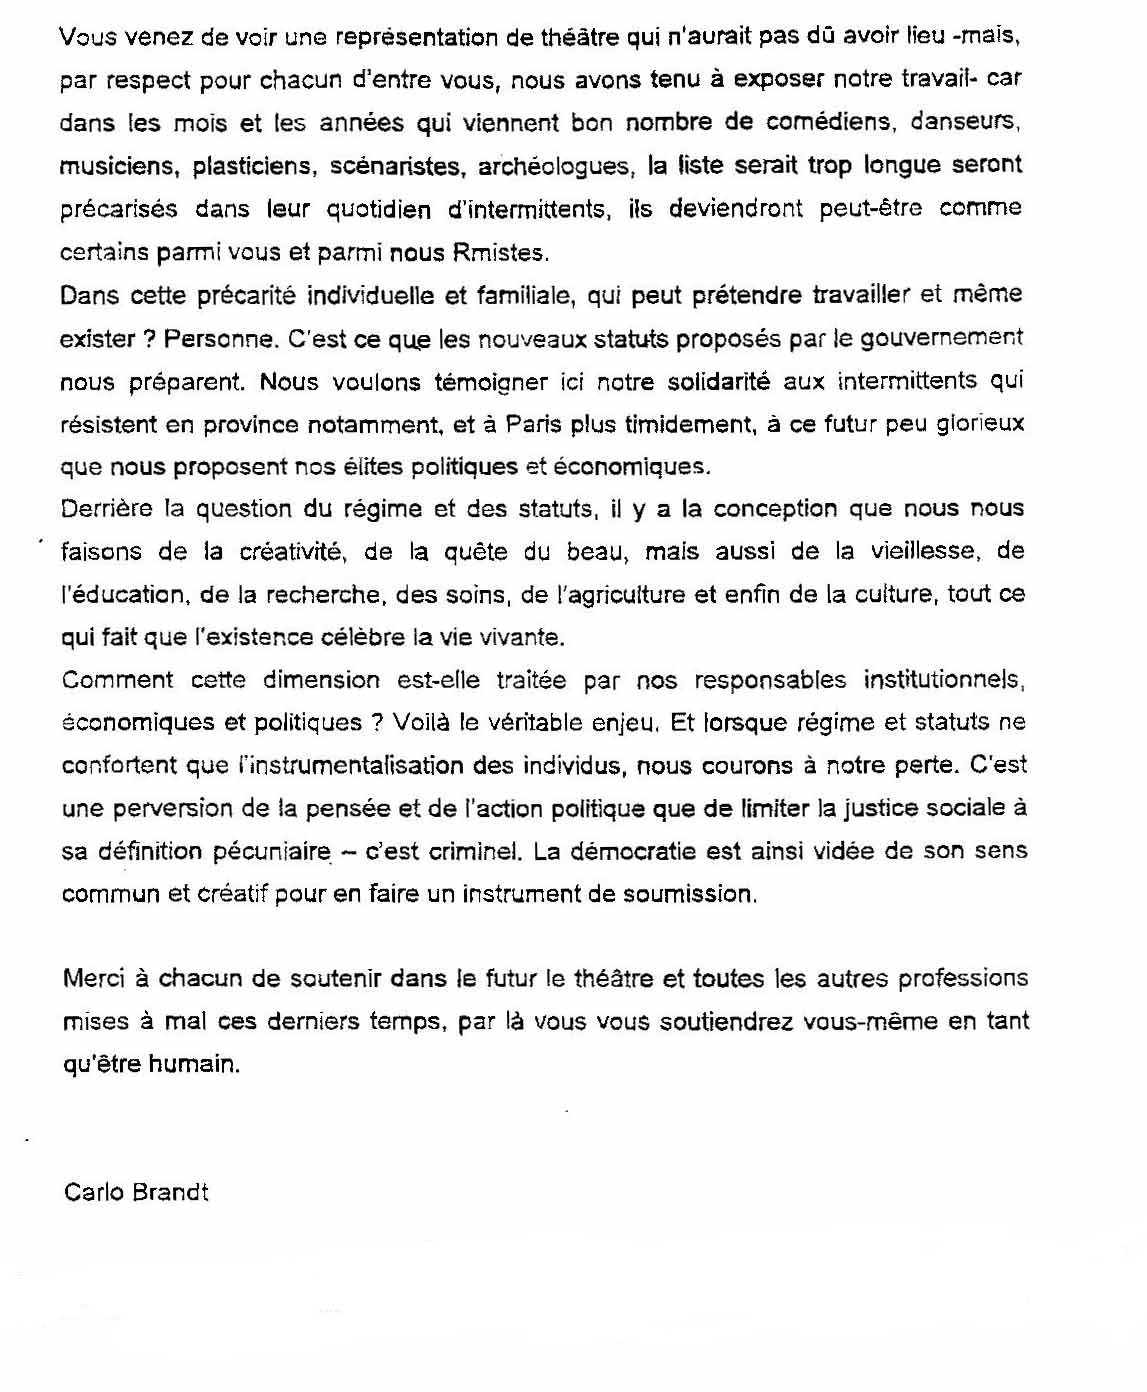 Vous venez de voir une représentation de théâtre qui n'aurait pas dû avoir lieu -mais,
par respect pour chacun d'entre vous, nous avons tenu à exposer notre travail- car
dans les mois et les années qui viennent bon nombre de comédiens, danseurs,
musiciens, plasticiens, scénaristes, archéologues, la liste serait trop longue seront
précarisés dans leur quotidien d'intermittents, ils deviendront peut-être comme
certains parmi vous et parmi nous Rmistes.
Dans cette précarité individuelle et familiale, qui peut prétendre travailler et même
exister ? Personne. C'est ce que les nouveaux statuts proposés par le gouvernement
nous préparent. Nous voulons témoigner ici notre solidarité aux intermittents qui
résistent en province notamment, et à Paris plus timidement, à ce futur peu glorieux
que nous proposent nos élites politiques et économiques.
Derrière la question du régime et des statuts, il y a la conception que nous nous
faisons de la créativité, de la quête du beau, mais aussi de la vieillesse, de
l'éducation, de la recherche, des soins, de l'agriculture et enfin de la culture, tout ce
qui fait que l'existence célèbre la vie vivante.
Comment cette dimension est-elle traitée par nos responsables institutionnels,
économiques et politiques ? Voilà le véritable enjeu. Et lorsque régime et statuts ne
confortent que l'instrumentalisation des individus, nous courons à notre perte. C'est
une perversion de la pensée et de l'action politique que de limiter la justice sociale à
sa définition pécuniaire – c'est criminel. La démocratie est ainsi vidée de son sens
commun et créatif pour en faire un instrument de soumission.
Merci à chacun de soutenir dans le futur le théâtre et toutes les autres professions
mises à mal ces derniers temps, par là vous vous soutiendrez vous-même en tant
qu'être humain.
Carlo Brandt